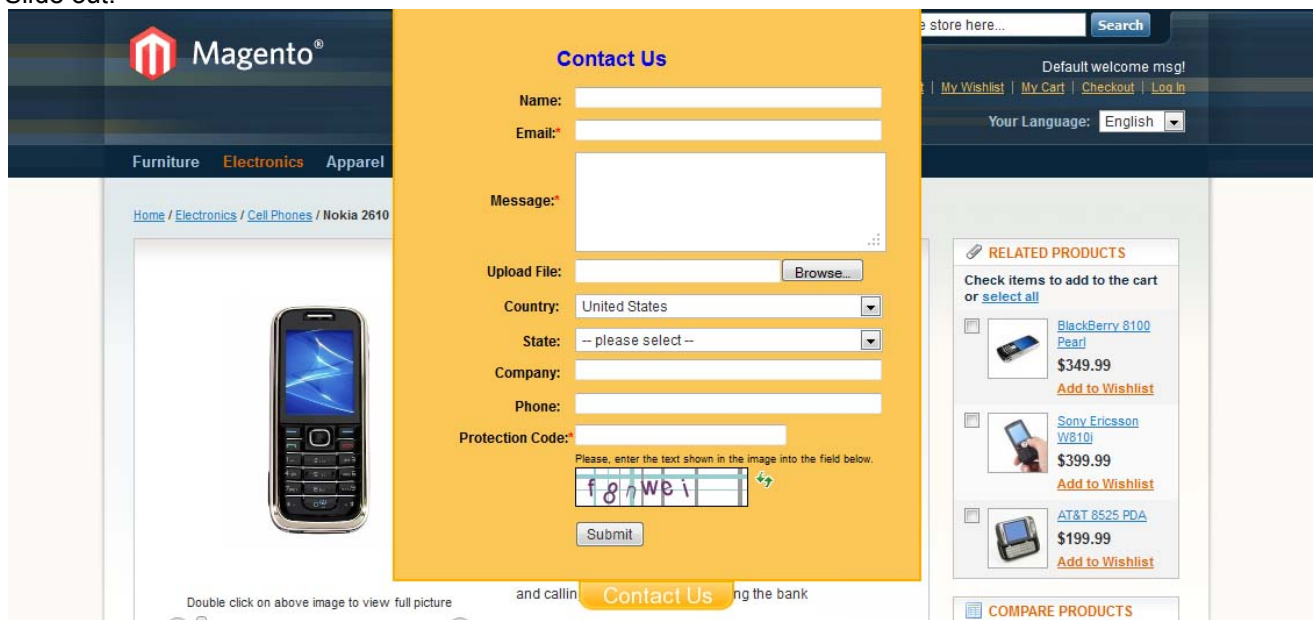 Slide out:
Magento®
e store here...
Search
Default welcome msg!
My Wishlist | My Cart | Checkout | Log In
Your Language: English
Furniture Electronics Apparel
Home / Electronics / Cell Phones / Nokia 2610
Contact Us
Name:
Email:*
Message:*
Upload File: Browse...
Country: United States
State: -- please select --
Company:
Phone:
Protection Code:*
Please, enter the text shown in the image into the field below.
f8nwei
Submit
Contact Us
and callin
ng the bank
Double click on above image to view full picture
RELATED PRODUCTS
Check items to add to the cart
or select all
BlackBerry 8100
Pearl
$349.99
Add to Wishlist
Sony Ericsson
W810i
$399.99
Add to Wishlist
AT&T 8525 PDA
$199.99
Add to Wishlist
COMPARE PRODUCTS